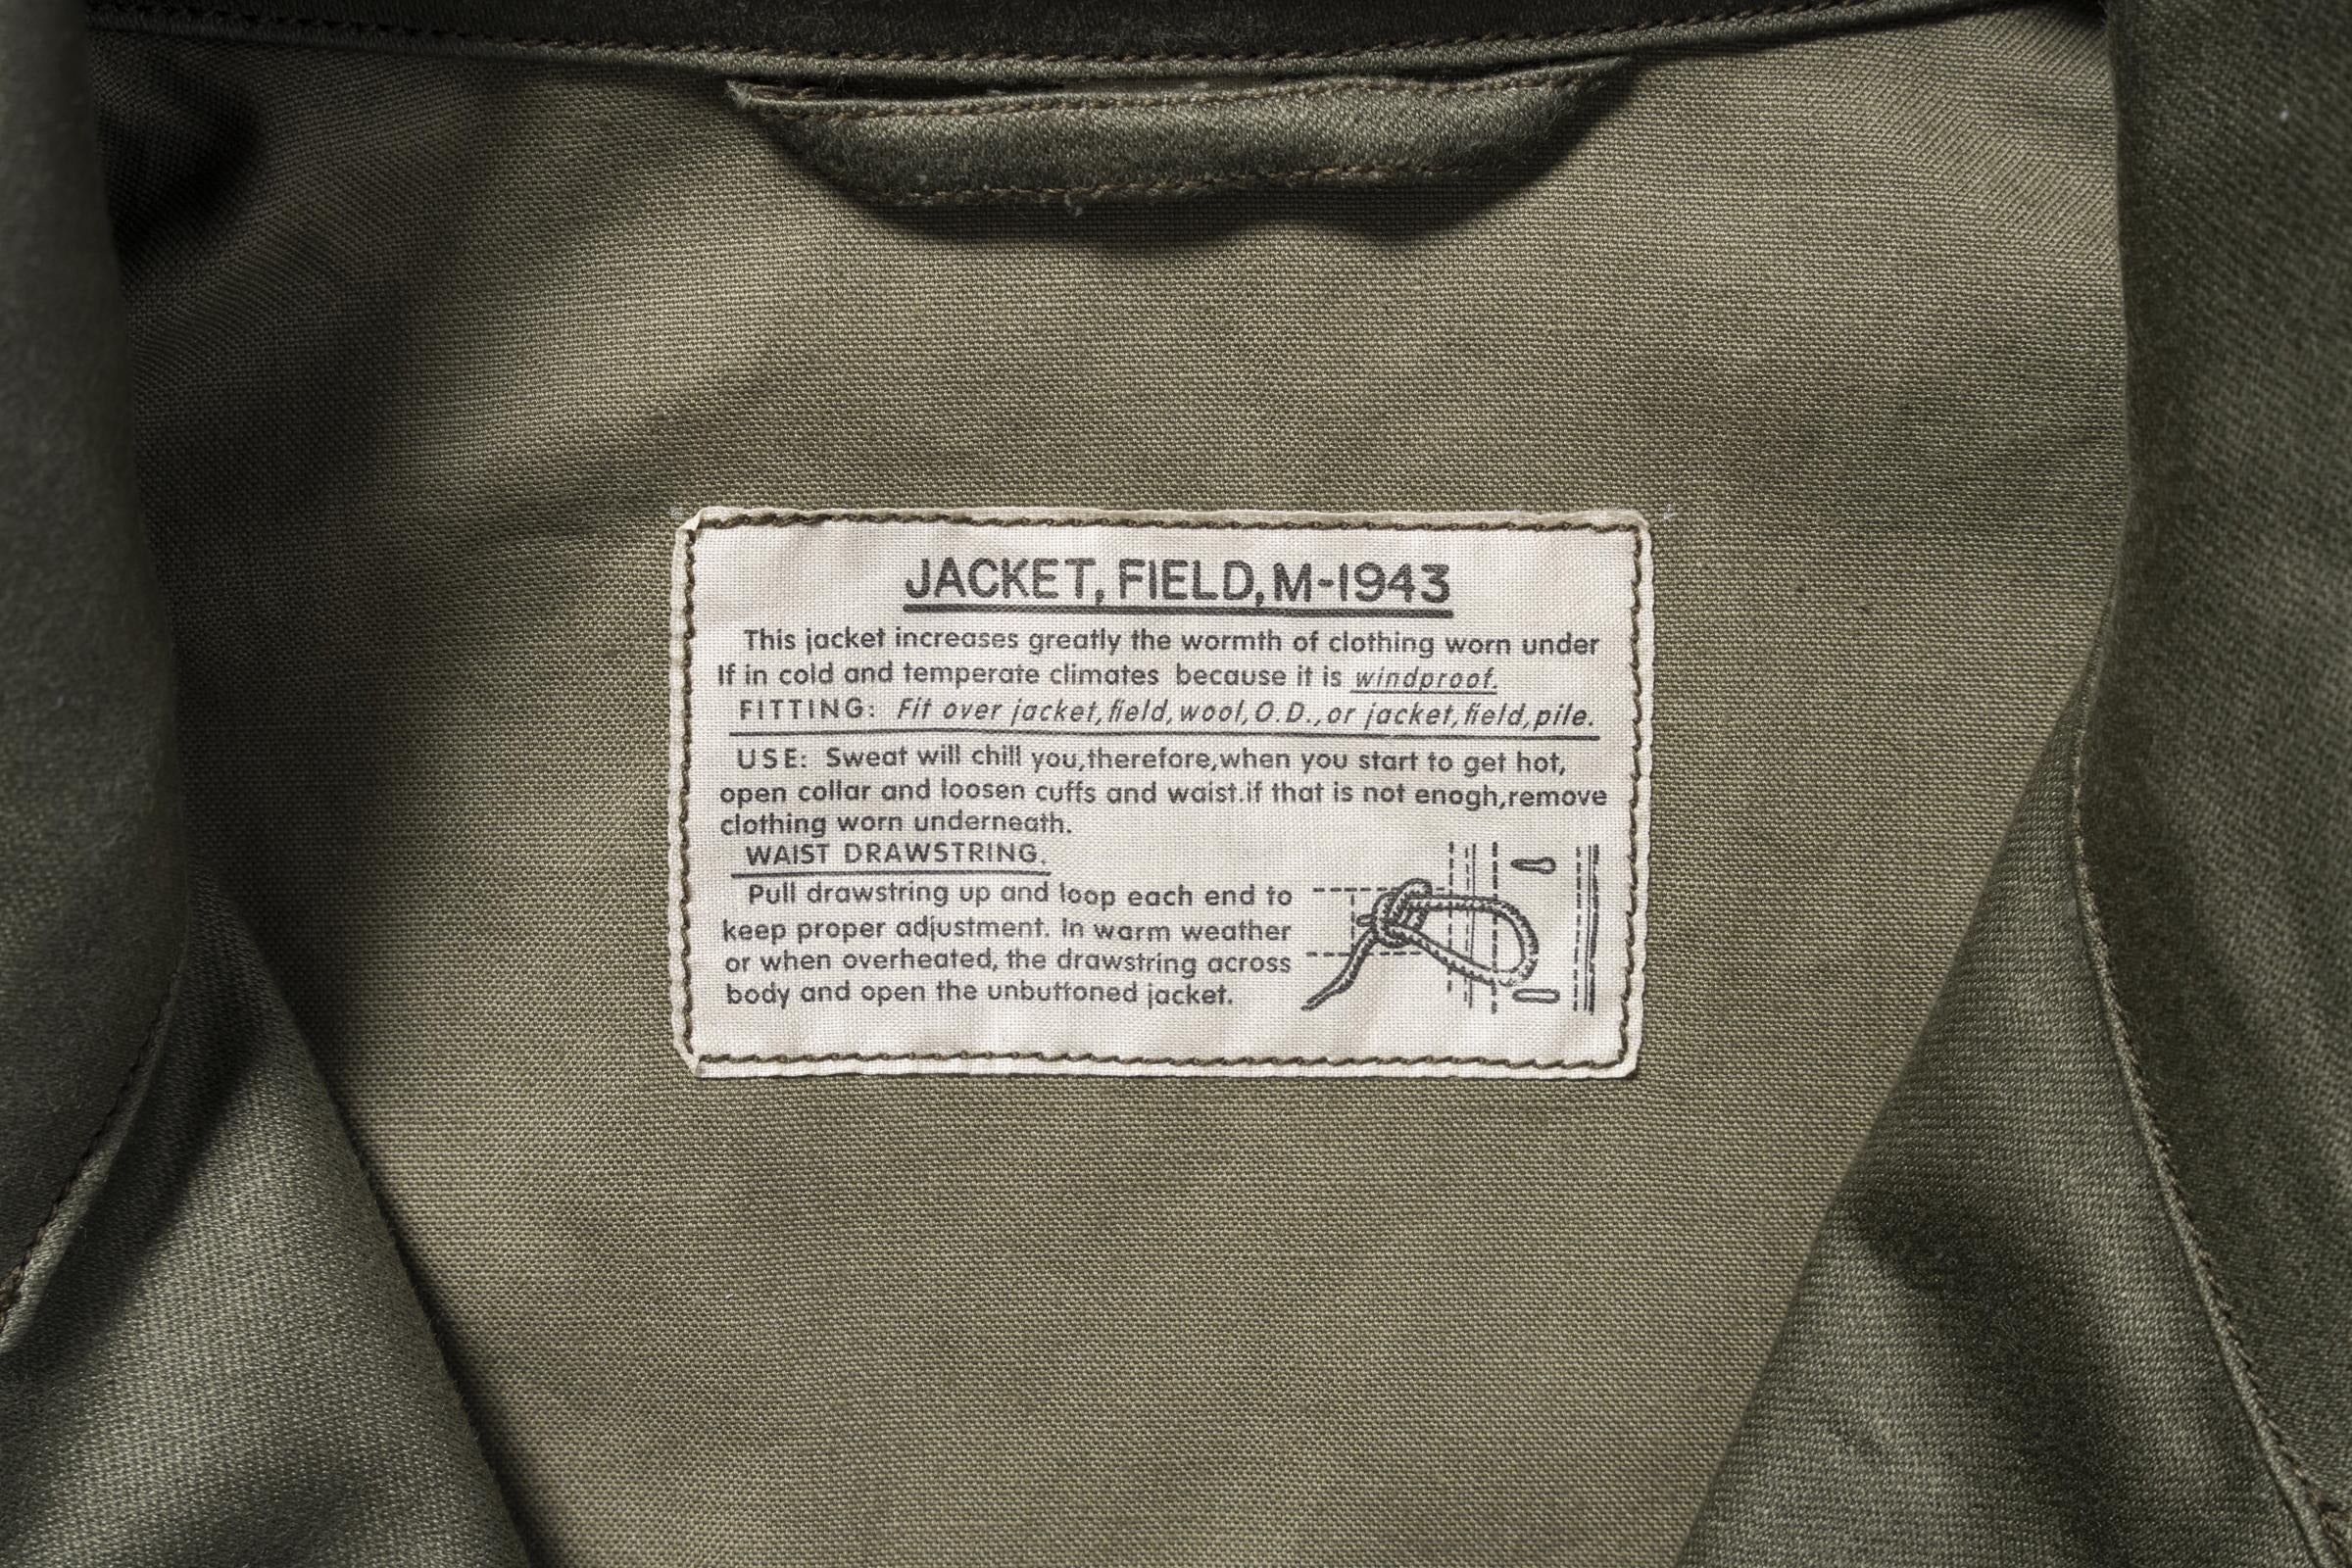 JACKET, FIELD, M-1943
This jacket increases greatly the wormth of clothing worn under
If in cold and temperate climates because it is windproof.
FITTING: Fit over jacket, field, wool, O.D., or jacket, field, pile.
USE: Sweat will chill you, therefore, when you start to get hot,
open collar and loosen cuffs and waist. if that is not enogh, remove
clothing worn underneath.
WAIST DRAWSTRING.
Pull drawstring up and loop each end to
keep proper adjustment. In warm weather
or when overheated, the drawstring across
body and open the unbuttoned jacket.